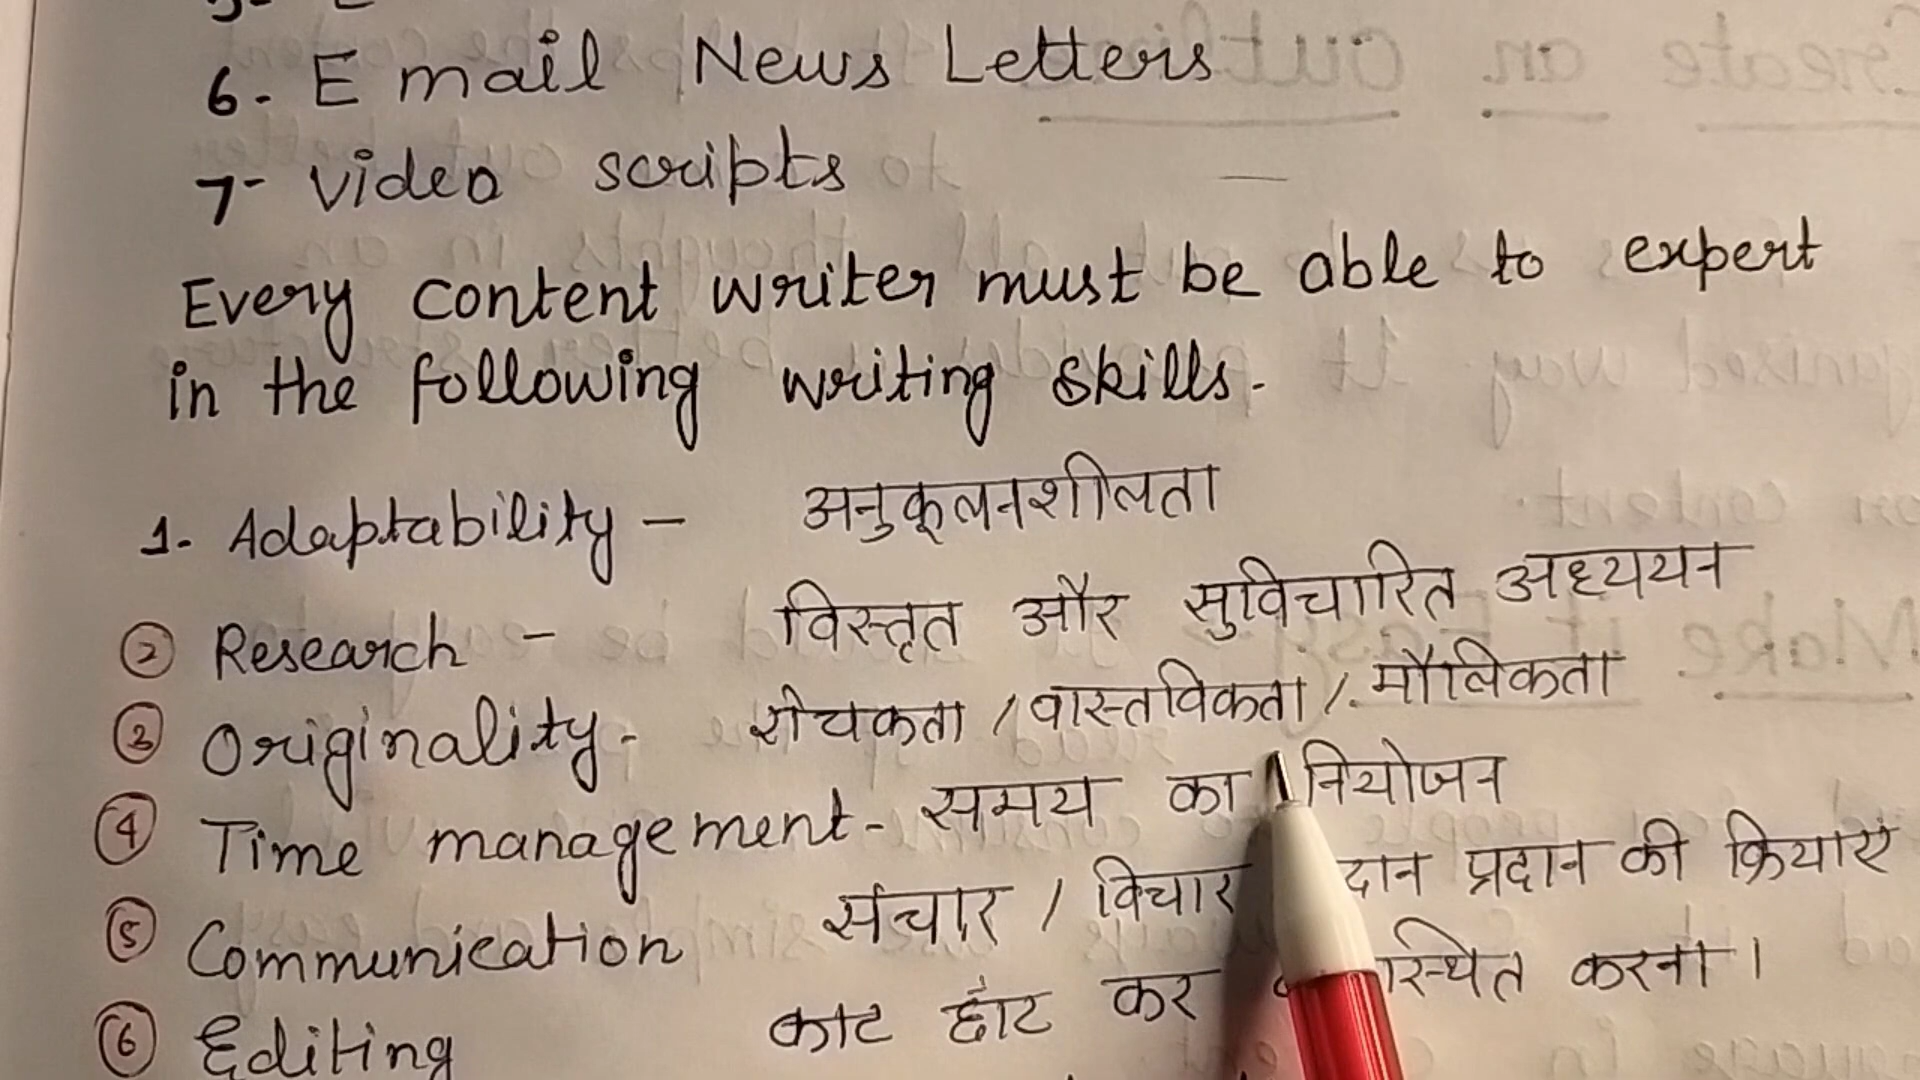 6- E mail News Letters
7- video scripts
Every content writer must be able to expert
in the following writing skills-
1. Adaptability - अनुकूलनशीलता
② Research - विस्तृत और सुविचारित अध्ययन
③ Originality- रोचकता / वास्तविकता / मौलिकता
④ Time management- समय का नियोजन
⑤ Communication संचार / विचार दान प्रदान की क्रियाएं
⑥ Editing काट छांट कर करना।